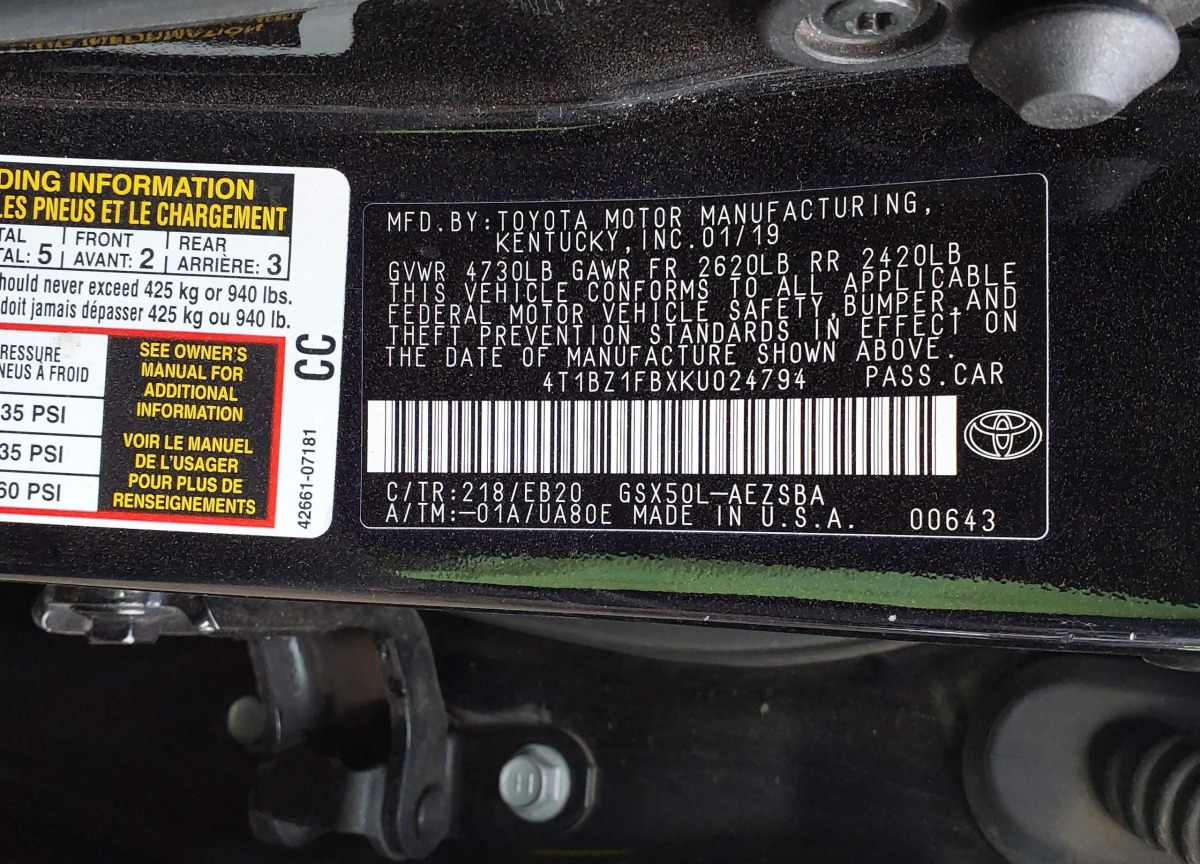 DING INFORMATION
LES PNEUS ET LE CHARGEMENT
TAL FRONT REAR
AL: 5 AVANT: 2 ARRIÈRE: 3
hould never exceed 425 kg or 940 lbs.
doit jamais dépasser 425 kg ou 940 lb.
RESSURE
NEUS À FROID
35 PSI
35 PSI
60 PSI
SEE OWNER'S
MANUAL FOR
ADDITIONAL
INFORMATION
VOIR LE MANUEL
DE L'USAGER
POUR PLUS DE
RENSEIGNEMENTS
CC
42661-07181
MFD.BY:TOYOTA MOTOR MANUFACTURING,
KENTUCKY,INC.01/19
GVWR 4730LB GAWR FR 2620LB RR 2420LB
THIS VEHICLE CONFORMS TO ALL APPLICABLE
FEDERAL MOTOR VEHICLE SAFETY,BUMPER,AND
THEFT PREVENTION STANDARDS IN EFFECT ON
THE DATE OF MANUFACTURE SHOWN ABOVE.
4T1BZ1FBXKU024794 PASS.CAR
C/TR:218/EB20 GSX50L-AEZSBA
A/TM:-01A/UA80E MADE IN U.S.A. 00643